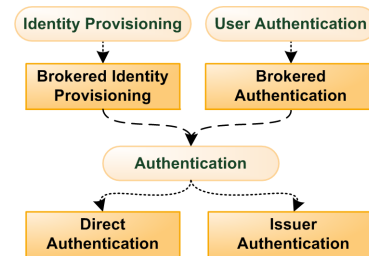 Identity Provisioning
User Authentication
Brokered Identity
Provisioning
Brokered
Authentication
Authentication
Direct
Authentication
Issuer
Authentication